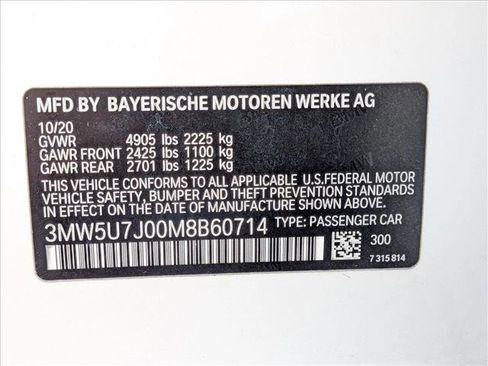 MFD BY BAYERISCHE MOTOREN WERKE AG
10/20
GVWR 4905 lbs 2225 kg
GAWR FRONT 2425 lbs 1100 kg
GAWR REAR 2701 lbs 1225 kg
THIS VEHICLE CONFORMS TO ALL APPLICABLE U.S.FEDERAL MOTOR
VEHICLE SAFETY, BUMPER AND THEFT PREVENTION STANDARDS
IN EFFECT ON THE DATE OF MANUFACTURE SHOWN ABOVE.
3MW5U7J00M8B60714 TYPE: PASSENGER CAR
300
7 315 814